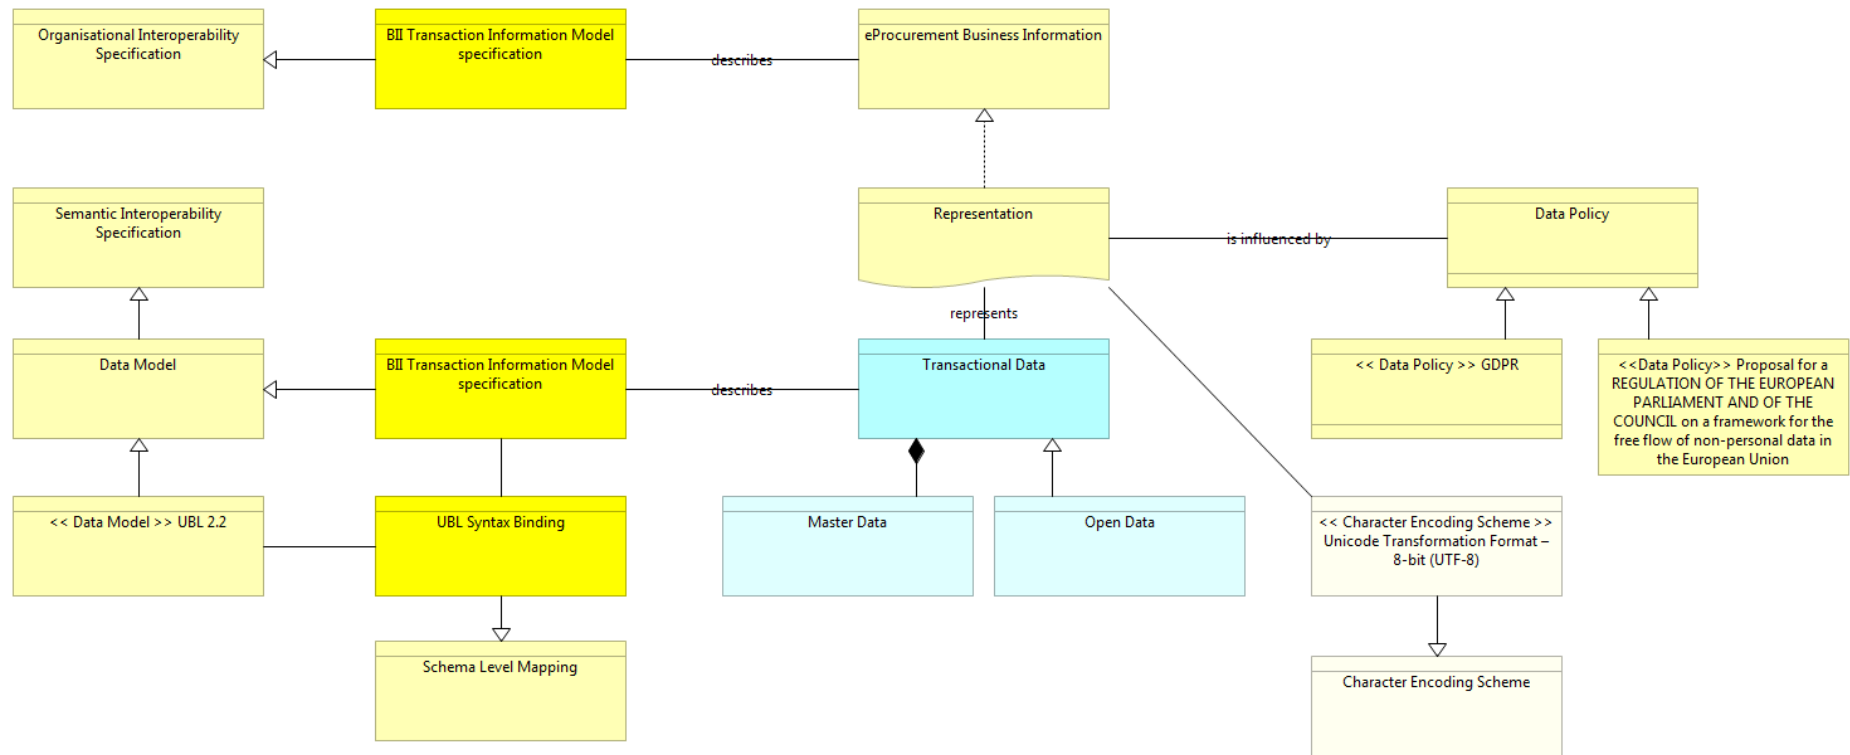 Organisational Interoperability
Specification
BII Transaction Information Model
specification
describes
eProcurement Business Information
Semantic Interoperability
Specification
Representation
is influenced by
Data Policy
represents
Data Model
BII Transaction Information Model
specification
describes
Transactional Data
<< Data Policy >> GDPR
<<Data Policy>> Proposal for a
REGULATION OF THE EUROPEAN
PARLIAMENT AND OF THE
COUNCIL on a framework for the
free flow of non-personal data in
the European Union
<< Data Model >> UBL 2.2
UBL Syntax Binding
Master Data
Open Data
<< Character Encoding Scheme >>
Unicode Transformation Format –
8-bit (UTF-8)
Schema Level Mapping
Character Encoding Scheme